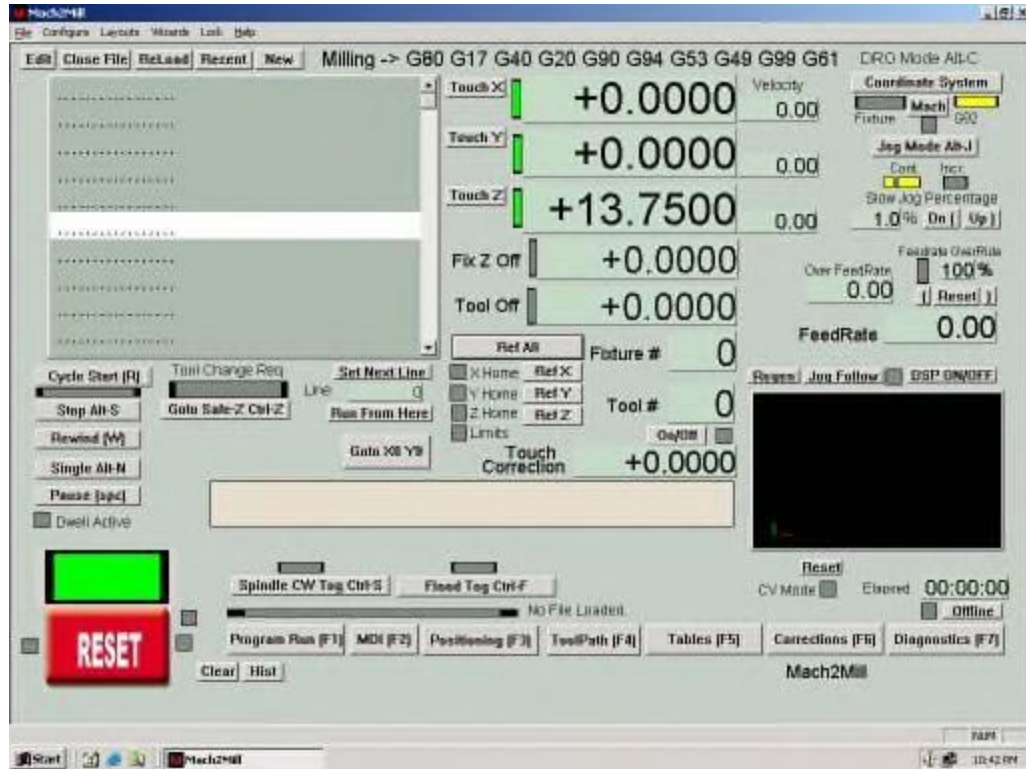 Mach2Mill
File Configure Layouts Wizards Look Help
Edit Close File ReLoad Recent New Milling -> G80 G17 G40 G20 G90 G94 G53 G49 G99 G61 DRO Mode Alt-C
Touch X +0.0000 Velocity 0.00
Coordinate System
Fixture Mach G92
Touch Y +0.0000 0.00
Jog Mode Alt-J
Cont. Incr.
Touch Z +13.7500 0.00
Slow Jog Percentage
1.0 % Dn ( Up )
Fix Z Off +0.0000
Over FeedRate 0.00
Feedrate OverRide
100 %
[ Reset ]
Tool Off +0.0000
FeedRate 0.00
Ref All Fixture # 0
X Home Ref X
Y Home Ref Y
Z Home Ref Z
Limits
Tool # 0
On/Off
Touch Correction +0.0000
Regen Jog Follow DSP ON/OFF
Cycle Start (R)
Tool Change Req
Set Next Line
Line 0
Stop Alt-S
Goto Safe-Z Ctrl-Z
Run From Here
Rewind (W)
Goto X0 Y0
Single Alt-N
Pause (spc)
Dwell Active
Reset
CV Mode Elapsed 00:00:00
Offline
Spindle CW Tog Ctrl-S Flood Tog Ctrl-F
No File Loaded.
RESET
Program Run (F1) MDI (F2) Positioning (F3) ToolPath (F4) Tables (F5) Corrections (F6) Diagnostics (F7)
Clear Hist
Mach2Mill
NUM
Start Mach2Mill 10:42 PM